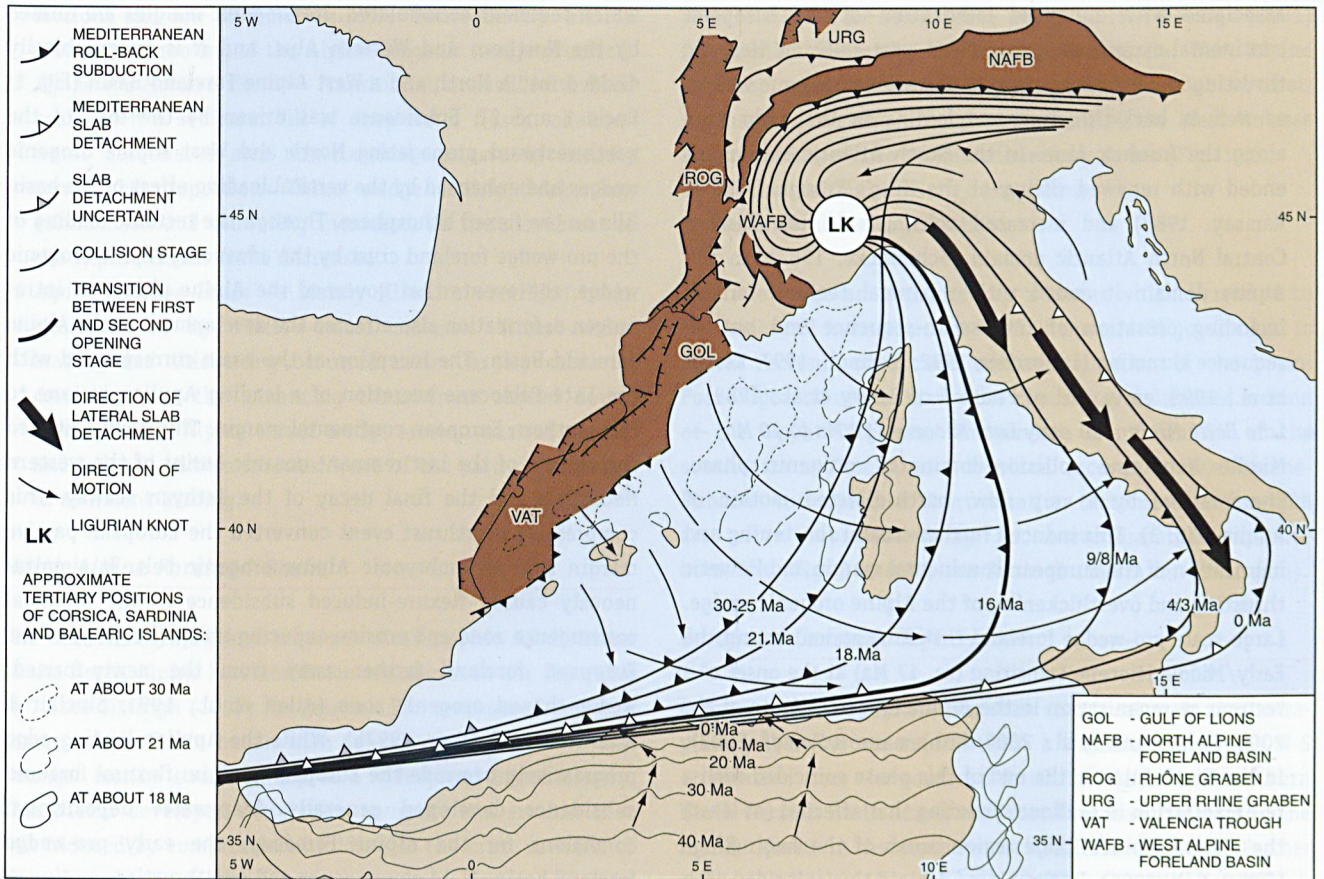 MEDITERRANEAN
ROLL-BACK
SUBDUCTION
MEDITERRANEAN
SLAB
DETACHMENT
SLAB
DETACHMENT
UNCERTAIN
COLLISION STAGE
TRANSITION
BETWEEN FIRST
AND SECOND
OPENING
STAGE
DIRECTION OF
LATERAL SLAB
DETACHMENT
DIRECTION OF
MOTION
LIGURIAN KNOT
LK
APPROXIMATE
TERTIARY POSITIONS
OF CORSICA, SARDINIA
AND BALEARIC ISLANDS:
AT ABOUT 30 Ma
AT ABOUT 21 Ma
AT ABOUT 18 Ma
5 W
0
5 E
10 E
15 E
URG
NAFB
ROG
WAFB
LK
45 N
45 N
GOL
VAT
40 N
40 N
9/8 Ma
30-25 Ma
16 Ma
4/3 Ma
0 Ma
21 Ma
18 Ma
15 E
0 Ma
10 Ma
20 Ma
30 Ma
40 Ma
35 N
35 N
5 W
0
5 E
10 E
GOL - GULF OF LIONS
NAFB - NORTH ALPINE
FORELAND BASIN
ROG - RHÔNE GRABEN
URG - UPPER RHINE GRABEN
VAT - VALENCIA TROUGH
WAFB - WEST ALPINE
FORELAND BASIN